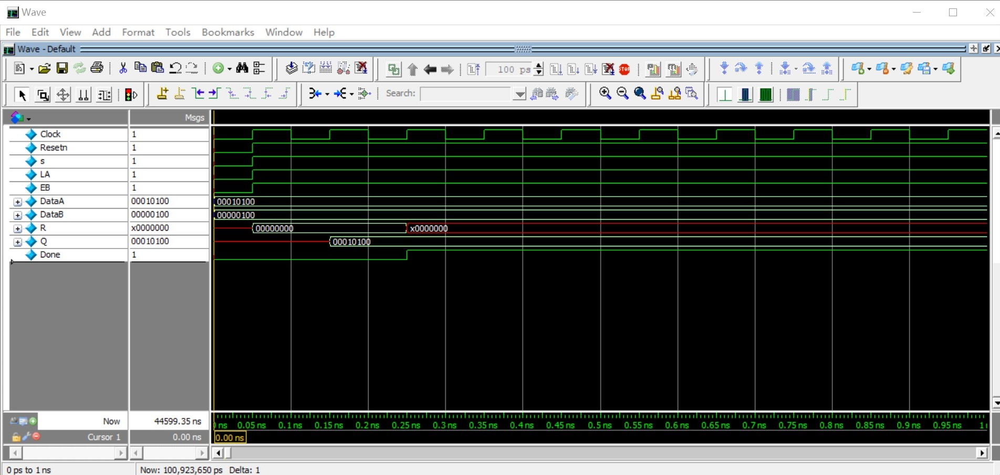 Wave
File Edit View Add Format Tools Bookmarks Window Help
Wave - Default
100 ps
STOP
Search:
Msgs
Clock 1
Resetn 1
s 1
LA 1
EB 1
DataA 00010100 00010100
DataB 00000100 00000100
R x0000000 00000000 x0000000
Q 00010100 00010100
Done 1
Now 44599.35 ns ns 0.05 ns 0.1 ns 0.15 ns 0.2 ns 0.25 ns 0.3 ns 0.35 ns 0.4 ns 0.45 ns 0.5 ns 0.55 ns 0.6 ns 0.65 ns 0.7 ns 0.75 ns 0.8 ns 0.85 ns 0.9 ns 0.95 ns 1
Cursor 1 0.00 ns 0.00 ns
0 ps to 1 ns Now: 100,923,650 ps Delta: 1